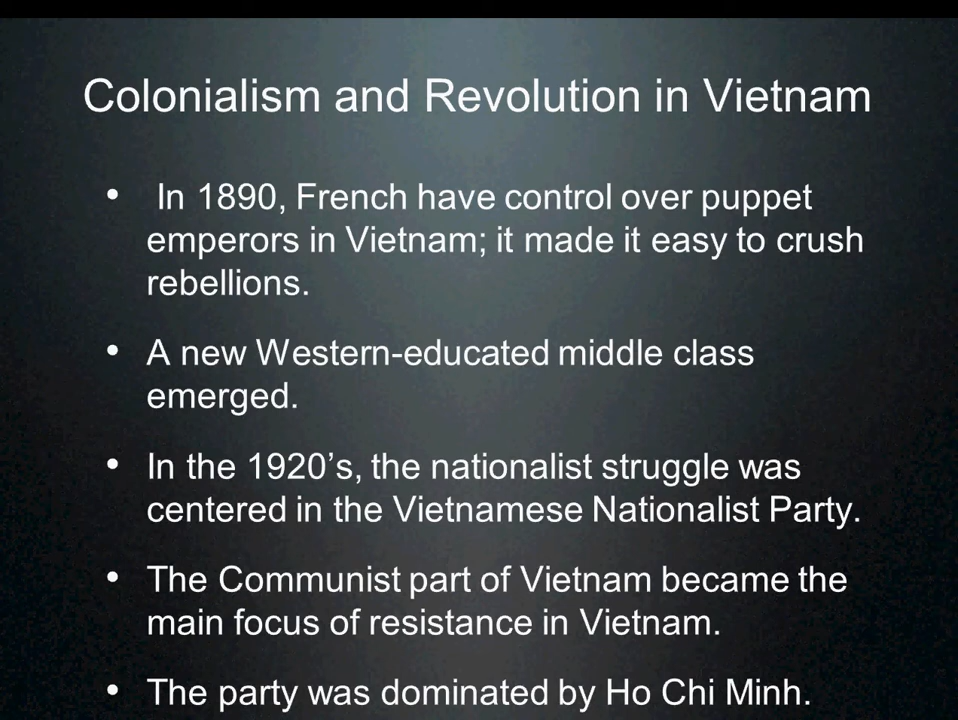 Colonialism and Revolution in Vietnam
• In 1890, French have control over puppet
emperors in Vietnam; it made it easy to crush
rebellions.
• A new Western-educated middle class
emerged.
• In the 1920’s, the nationalist struggle was
centered in the Vietnamese Nationalist Party.
• The Communist part of Vietnam became the
main focus of resistance in Vietnam.
• The party was dominated by Ho Chi Minh.